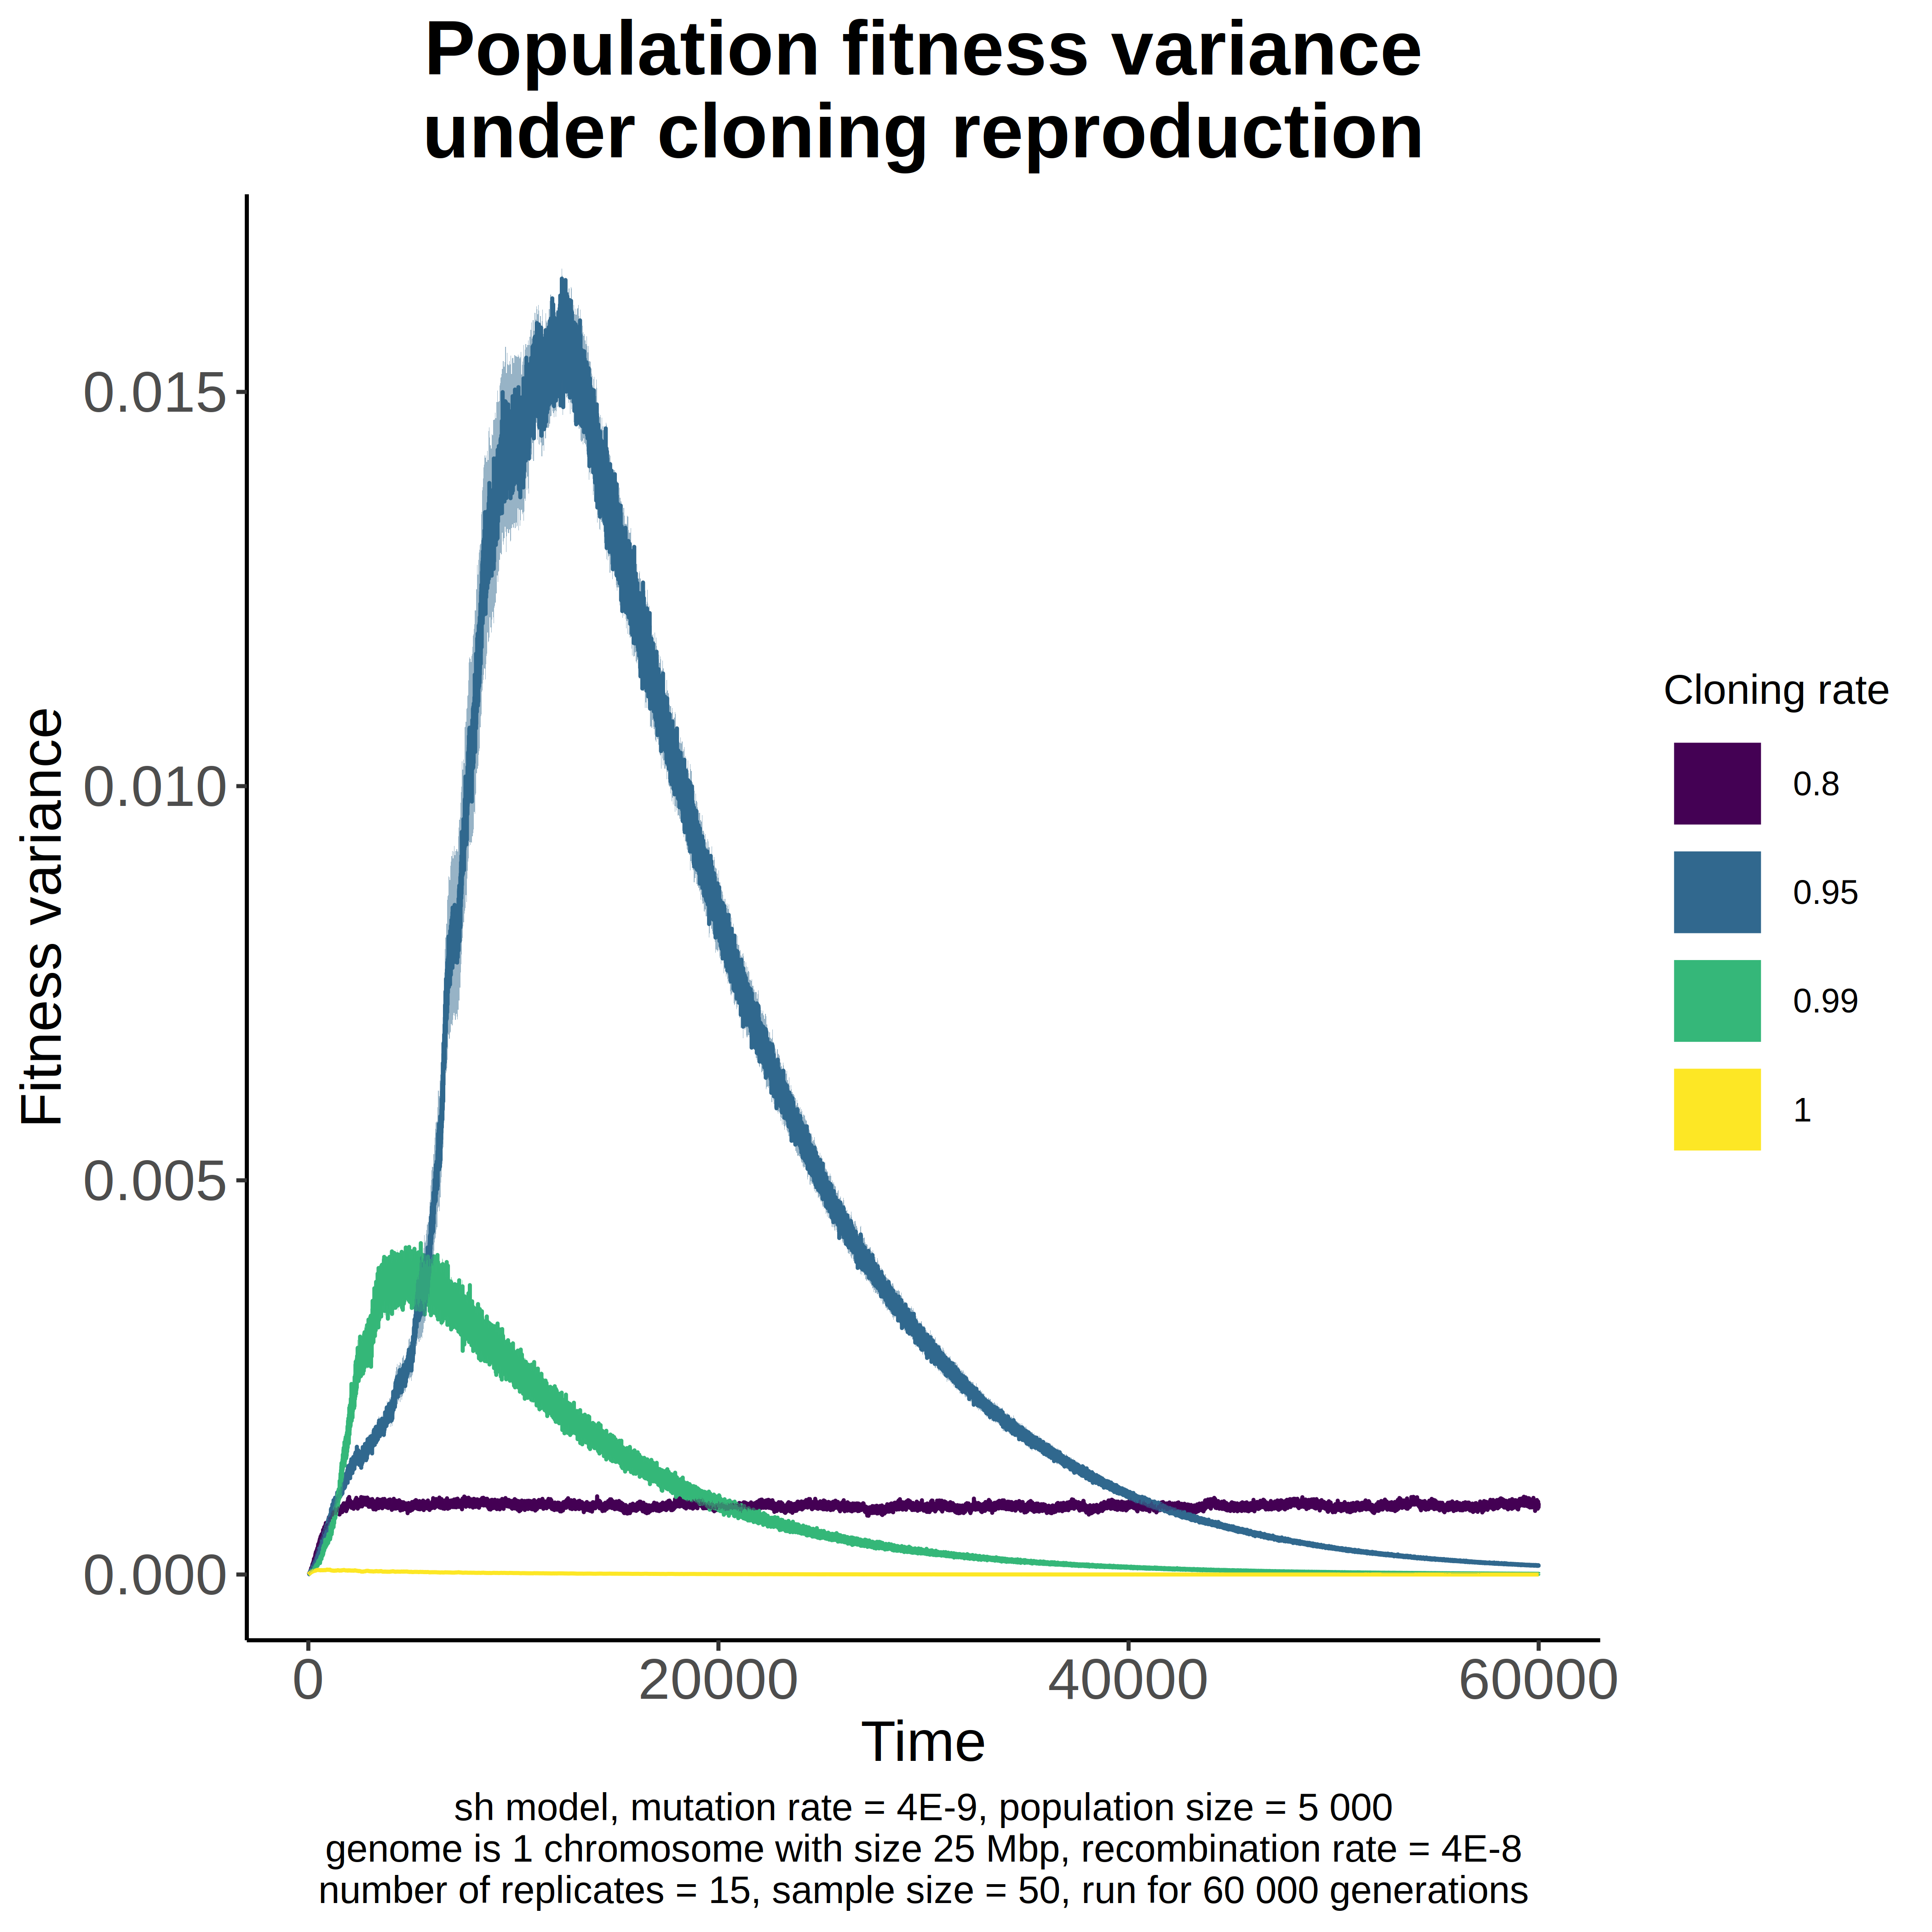 Population fitness variance
under cloning reproduction
Fitness variance
0.015
0.010
0.005
0.000
0
20000
40000
60000
Time
Cloning rate
0.8
0.95
0.99
1
sh model, mutation rate = 4E-9, population size = 5 000
genome is 1 chromosome with size 25 Mbp, recombination rate = 4E-8
number of replicates = 15, sample size = 50, run for 60 000 generations